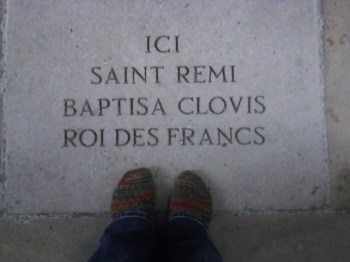 ICI
SAINT REMI
BAPTISA CLOVIS
ROI DES FRANCS